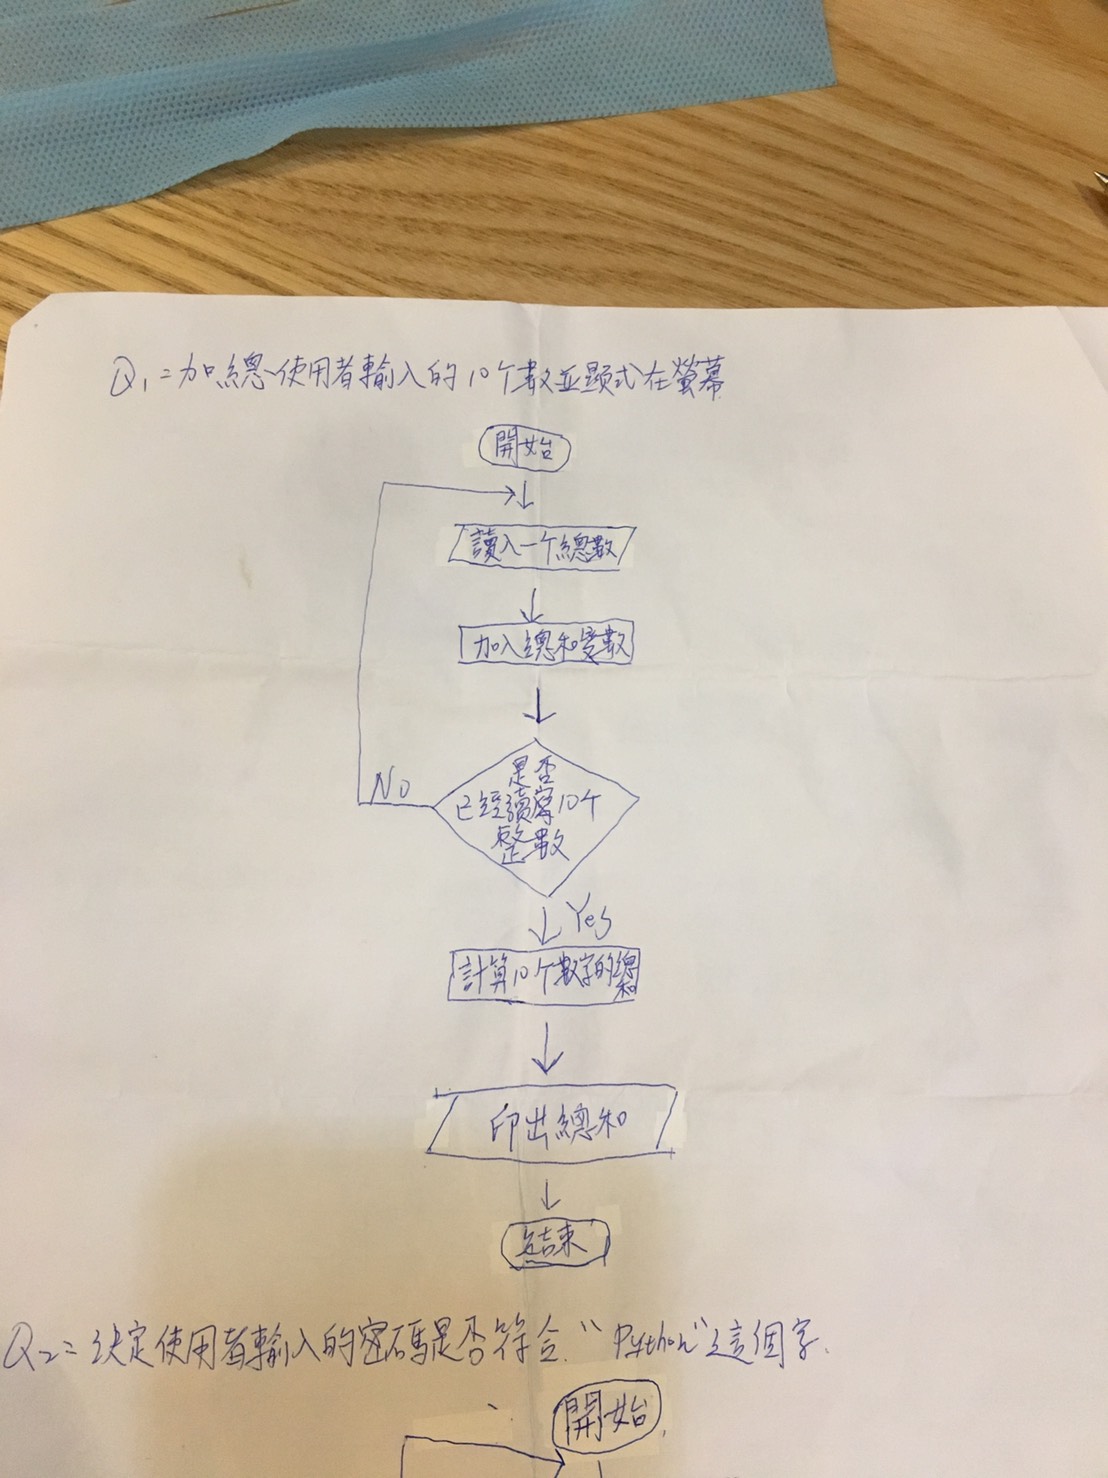 Q1=加總使用者輸入的10个數並顯式在螢幕
開始
讀入一个總數
加入總和變數
是否
已經讀麏10个
整數
No
Yes
計算10个數字的總和
印出總和
結束
Q2=決定使用者輸入的密碼是否符合"Python"這個字.
開始